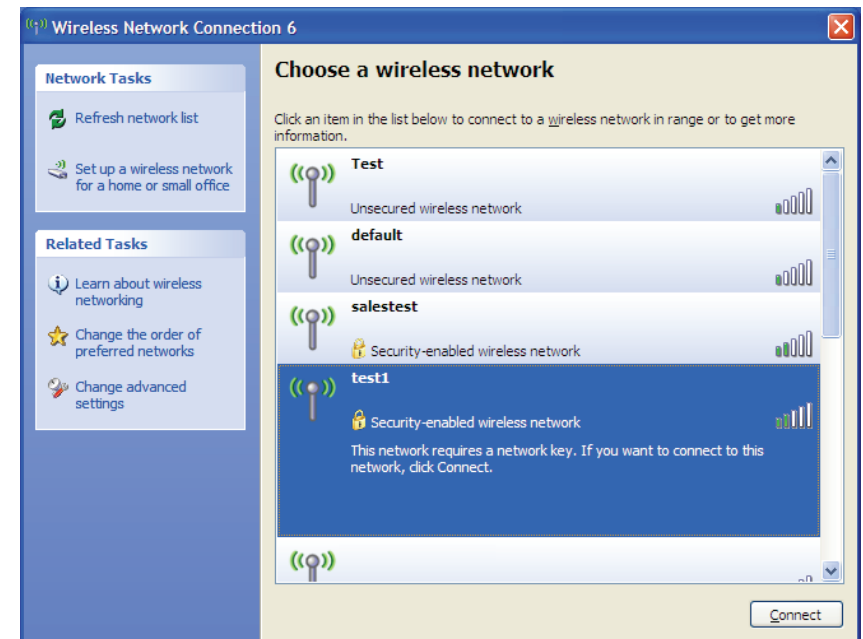 Wireless Network Connection 6
Network Tasks
Refresh network list
Set up a wireless network
for a home or small office
Related Tasks
Learn about wireless
networking
Change the order of
preferred networks
Change advanced
settings
Choose a wireless network
Click an item in the list below to connect to a wireless network in range or to get more
information.
Test
Unsecured wireless network
default
Unsecured wireless network
salestest
Security-enabled wireless network
test1
Security-enabled wireless network
This network requires a network key. If you want to connect to this
network, click Connect.
Connect